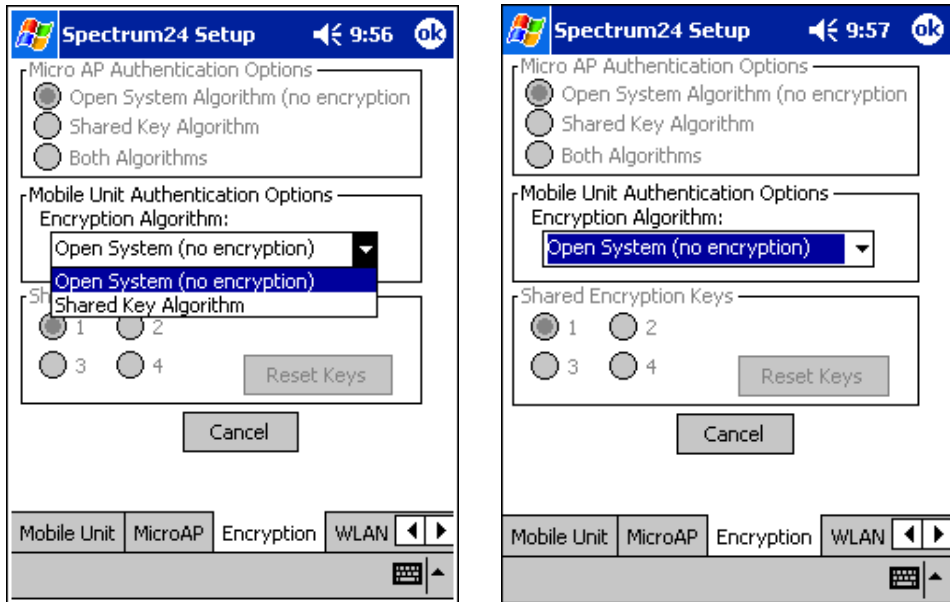 Spectrum24 Setup 9:56 ok
Micro AP Authentication Options
Open System Algorithm (no encryption
Shared Key Algorithm
Both Algorithms
Mobile Unit Authentication Options
Encryption Algorithm:
Open System (no encryption)
Open System (no encryption)
Shared Key Algorithm
Sh
1 2
3 4 Reset Keys
Cancel
Mobile Unit MicroAP Encryption WLAN
Spectrum24 Setup 9:57 ok
Micro AP Authentication Options
Open System Algorithm (no encryption
Shared Key Algorithm
Both Algorithms
Mobile Unit Authentication Options
Encryption Algorithm:
Open System (no encryption)
Shared Encryption Keys
1 2
3 4 Reset Keys
Cancel
Mobile Unit MicroAP Encryption WLAN